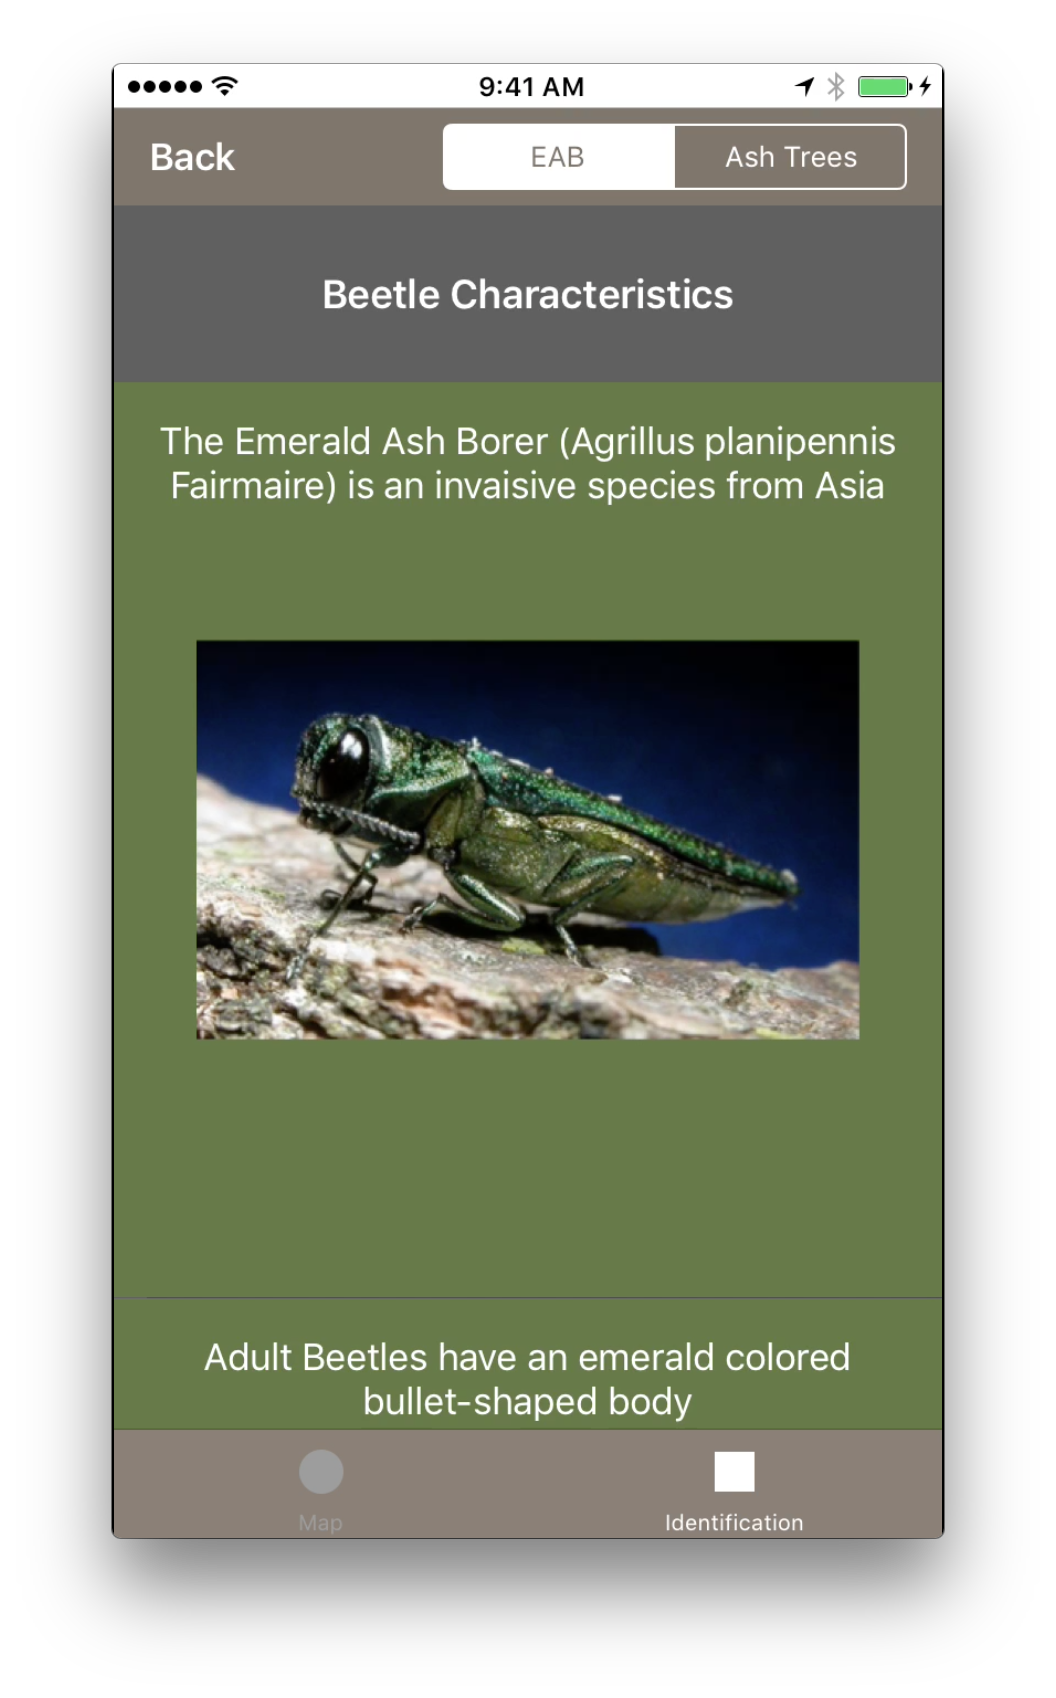 9:41 AM
Back
EAB
Ash Trees
Beetle Characteristics
The Emerald Ash Borer (Agrillus planipennis
Fairmaire) is an invaisive species from Asia
Adult Beetles have an emerald colored
bullet-shaped body
Map
Identification